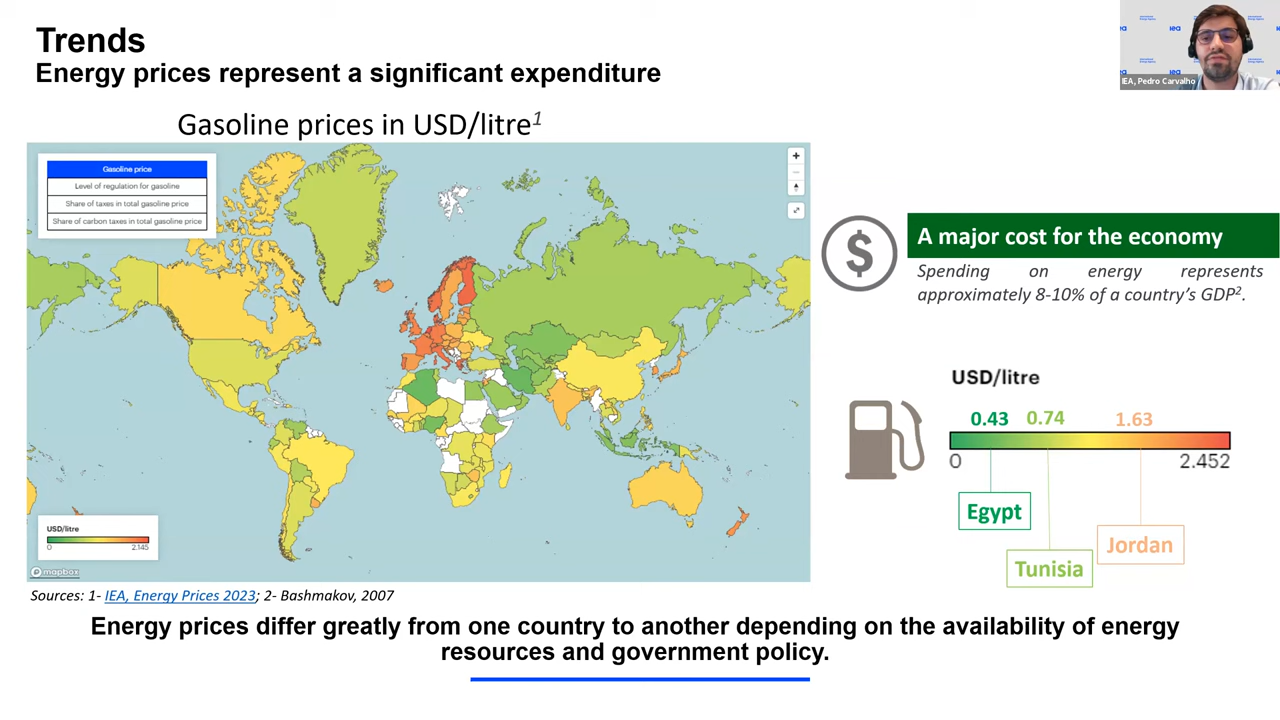 Trends
Energy prices represent a significant expenditure
iea
IEA, Pedro Carvalho
Gasoline prices in USD/litre1
Gasoline price
Level of regulation for gasoline
Share of taxes in total gasoline price
Share of carbon taxes in total gasoline price
USD/litre
0 2.145
mapbox
$
A major cost for the economy
Spending on energy represents
approximately 8-10% of a country's GDP2.
USD/litre
0.43 0.74 1.63
0 2.452
Egypt
Jordan
Tunisia
Sources: 1- IEA, Energy Prices 2023; 2- Bashmakov, 2007
Energy prices differ greatly from one country to another depending on the availability of energy
resources and government policy.